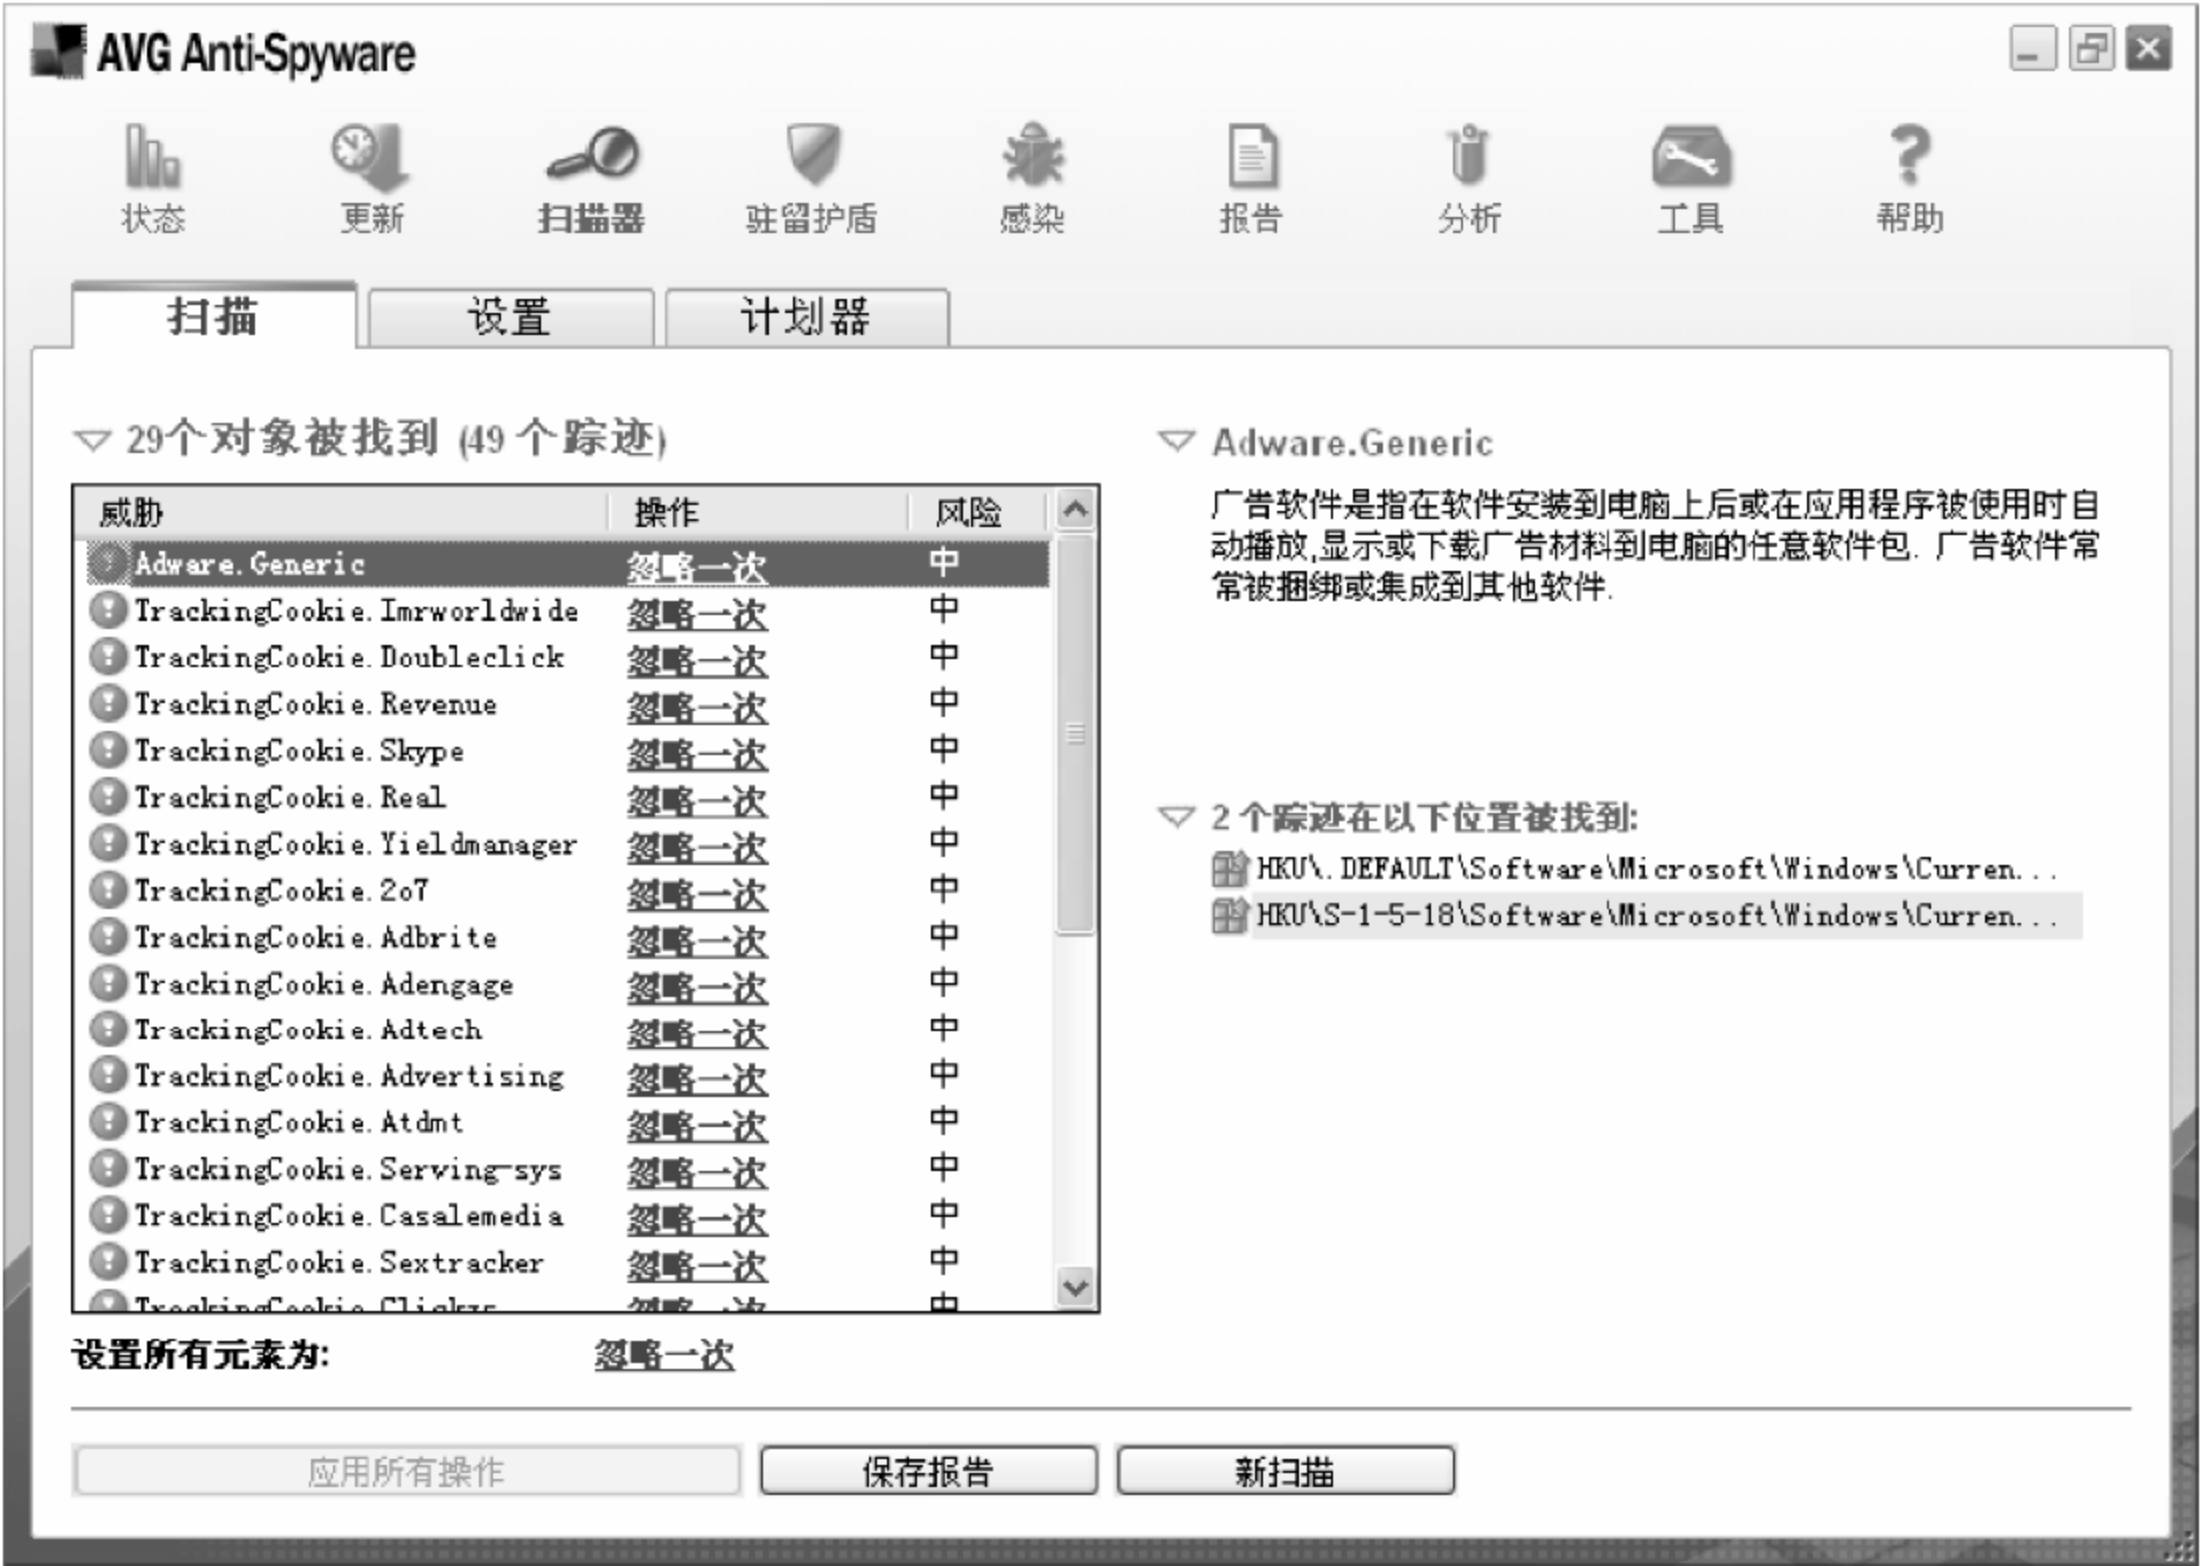 AVG Anti-Spyware
状态 更新 扫描器 驻留护盾 感染 报告 分析 工具 帮助
扫描 设置 计划器
29个对象被找到 (49 个踪迹)
威胁 操作 风险
Adware.Generic 忽略一次 中
TrackingCookie.Imrworldwide 忽略一次 中
TrackingCookie.Doubleclick 忽略一次 中
TrackingCookie.Revenue 忽略一次 中
TrackingCookie.Skype 忽略一次 中
TrackingCookie.Real 忽略一次 中
TrackingCookie.Yieldmanager 忽略一次 中
TrackingCookie.2o7 忽略一次 中
TrackingCookie.Adbrite 忽略一次 中
TrackingCookie.Adengage 忽略一次 中
TrackingCookie.Adtech 忽略一次 中
TrackingCookie.Advertising 忽略一次 中
TrackingCookie.Atdmt 忽略一次 中
TrackingCookie.Serving-sys 忽略一次 中
TrackingCookie.Casalemedia 忽略一次 中
TrackingCookie.Sextracker 忽略一次 中
设置所有元素为: 忽略一次
Adware.Generic
广告软件是指在软件安装到电脑上后或在应用程序被使用时自
动播放,显示或下载广告材料到电脑的任意软件包. 广告软件常
常被捆绑或集成到其他软件.
2 个踪迹在以下位置被找到:
HKU\.DEFAULT\Software\Microsoft\Windows\Curren...
HKU\S-1-5-18\Software\Microsoft\Windows\Curren...
应用所有操作 保存报告 新扫描